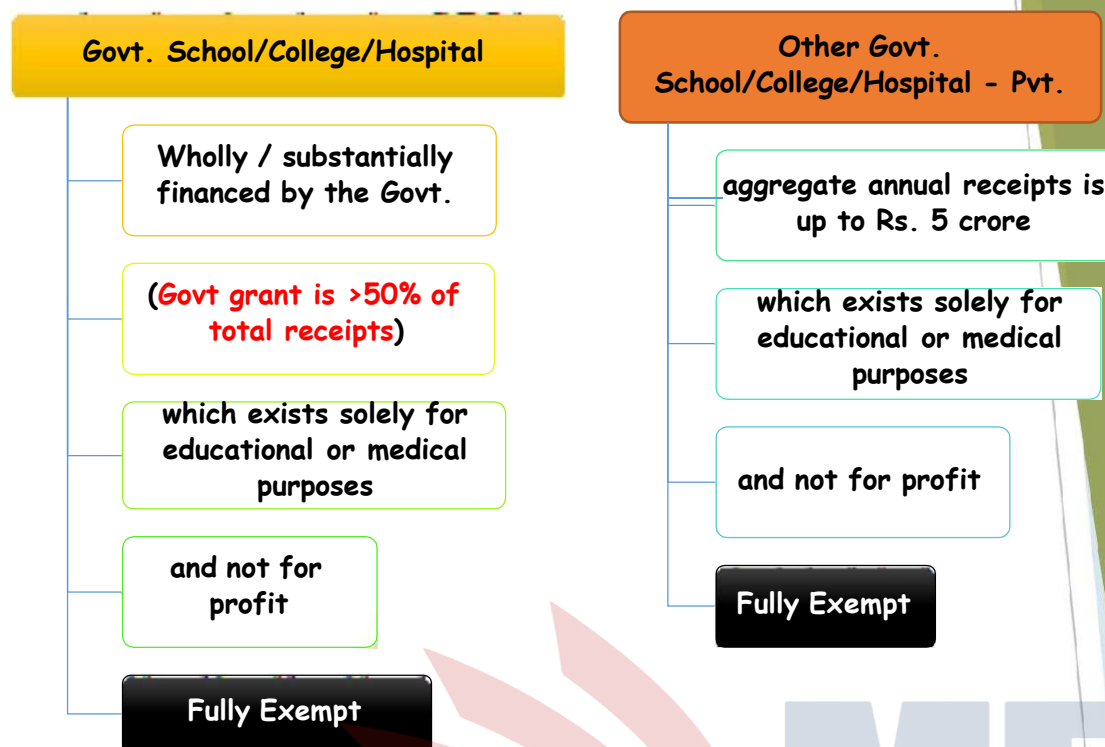 Govt. School/College/Hospital
Wholly / substantially
financed by the Govt.
(Govt grant is >50% of
total receipts)
which exists solely for
educational or medical
purposes
and not for
profit
Fully Exempt
Other Govt.
School/College/Hospital - Pvt.
aggregate annual receipts is
up to Rs. 5 crore
which exists solely for
educational or medical
purposes
and not for profit
Fully Exempt